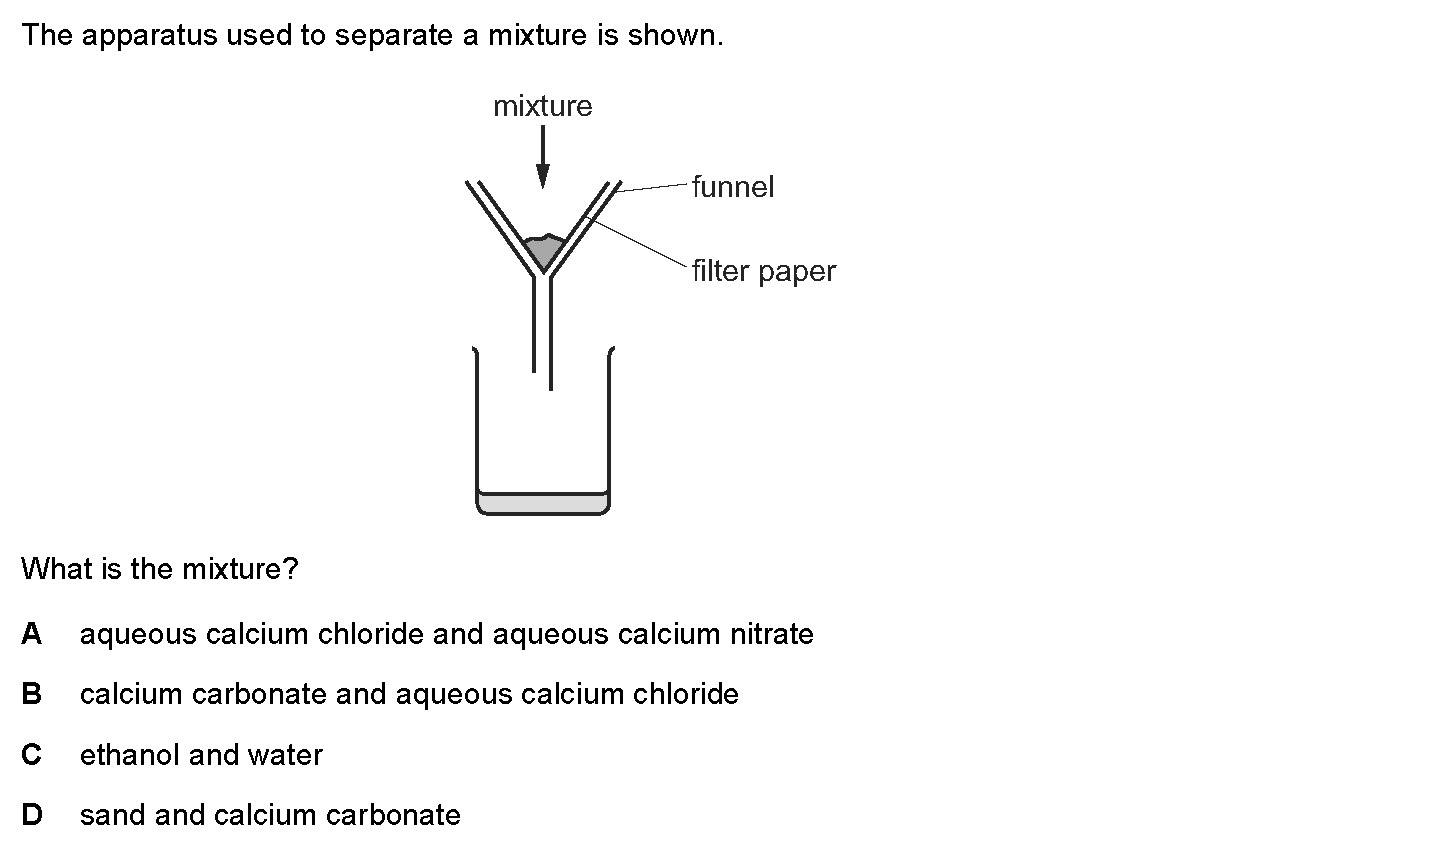 The apparatus used to separate a mixture is shown.
mixture
funnel
filter paper
What is the mixture?
A aqueous calcium chloride and aqueous calcium nitrate
B calcium carbonate and aqueous calcium chloride
C ethanol and water
D sand and calcium carbonate